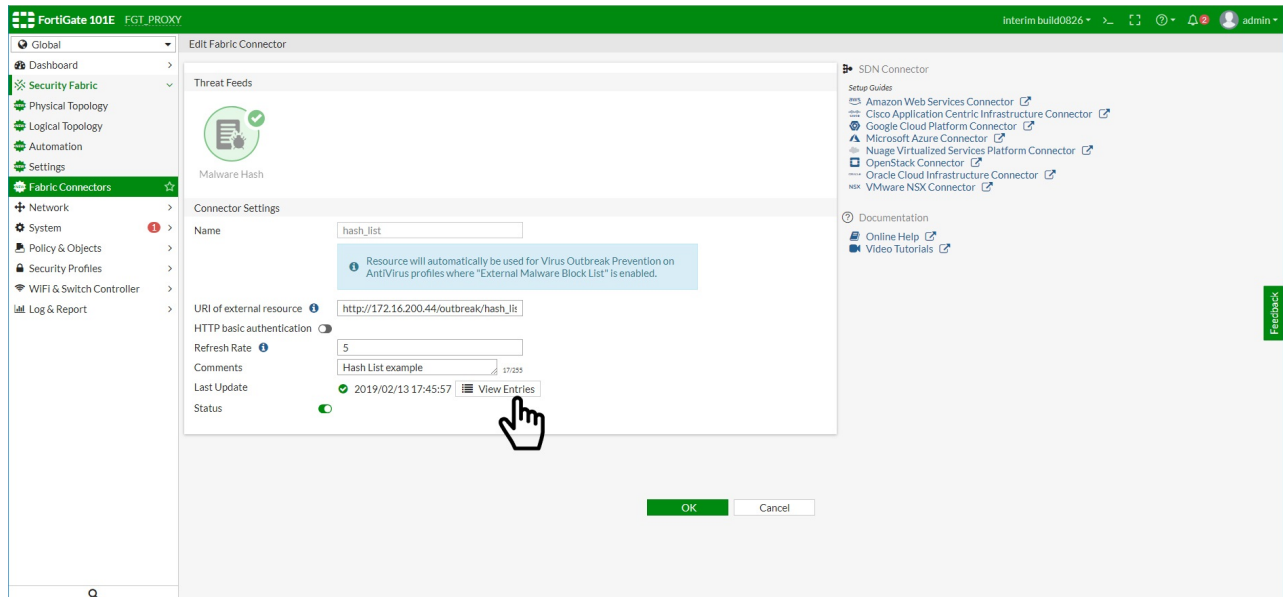 FortiGate 101E FGT_PROXY
interim build0826 >_ 2 admin
Global
Dashboard
Security Fabric
Physical Topology
Logical Topology
Automation
Settings
Fabric Connectors
Network
System 1
Policy & Objects
Security Profiles
WiFi & Switch Controller
Log & Report
Edit Fabric Connector
Threat Feeds
Malware Hash
Connector Settings
Name hash_list
Resource will automatically be used for Virus Outbreak Prevention on
AntiVirus profiles where "External Malware Block List" is enabled.
URI of external resource http://172.16.200.44/outbreak/hash_lis
HTTP basic authentication
Refresh Rate 5
Comments Hash List example 17/255
Last Update 2019/02/13 17:45:57 View Entries
Status
OK Cancel
SDN Connector
Setup Guides
Amazon Web Services Connector
Cisco Application Centric Infrastructure Connector
Google Cloud Platform Connector
Microsoft Azure Connector
Nuage Virtualized Services Platform Connector
OpenStack Connector
Oracle Cloud Infrastructure Connector
NSX VMware NSX Connector
Documentation
Online Help
Video Tutorials
Feedback